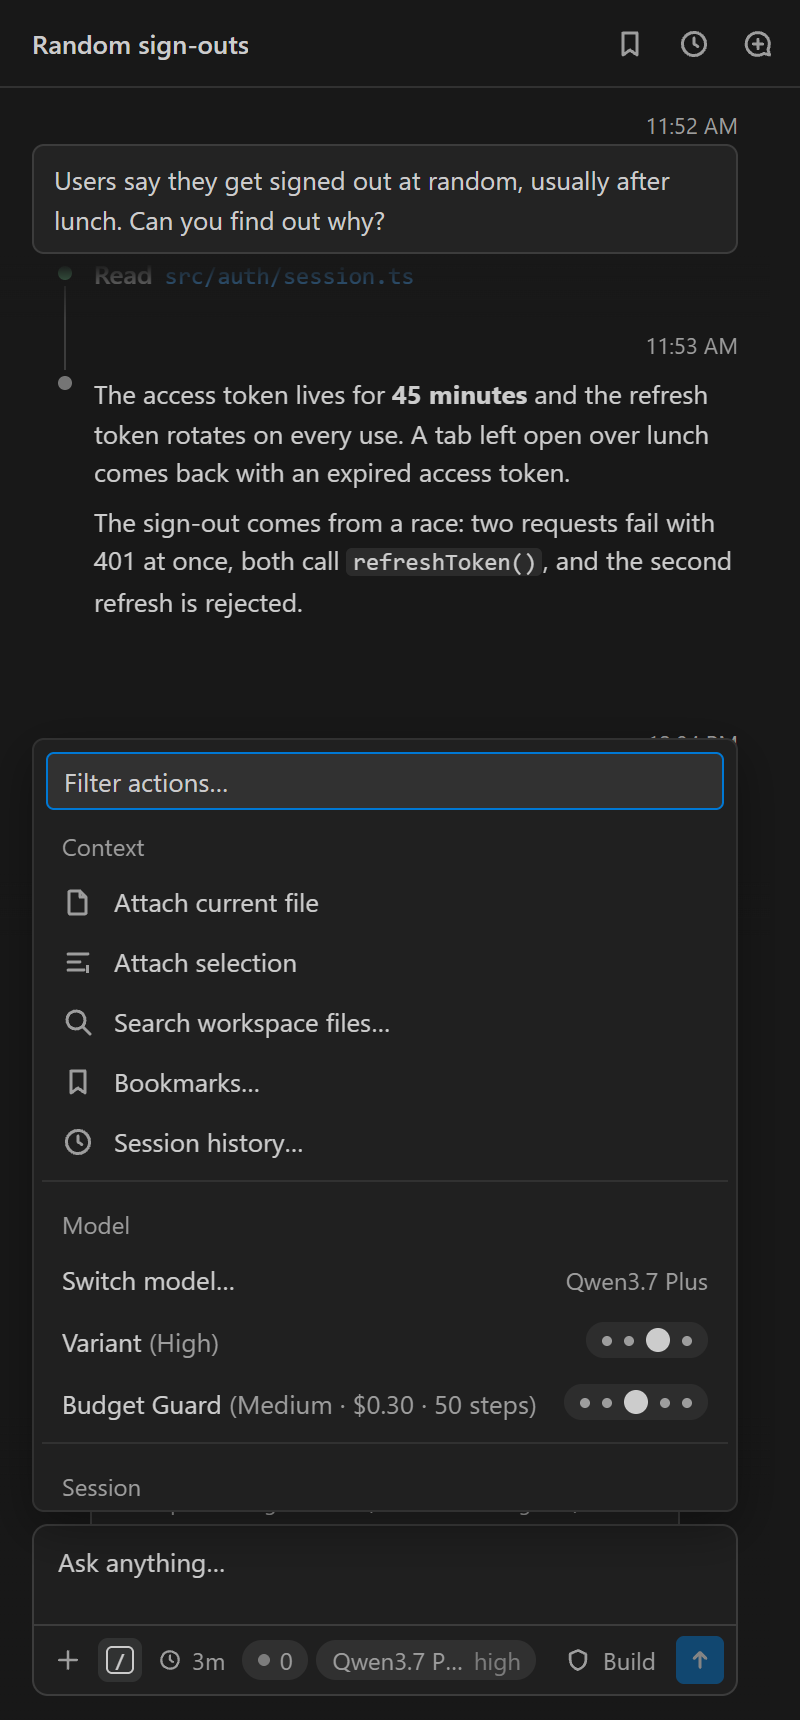 Random sign-outs
11:52 AM
Users say they get signed out at random, usually after
lunch. Can you find out why?
Read src/auth/session.ts
11:53 AM
The access token lives for 45 minutes and the refresh
token rotates on every use. A tab left open over lunch
comes back with an expired access token.
The sign-out comes from a race: two requests fail with
401 at once, both call refreshToken(), and the second
refresh is rejected.
Filter actions...
Context
Attach current file
Attach selection
Search workspace files...
Bookmarks...
Session history...
Model
Switch model... Qwen3.7 Plus
Variant (High)
Budget Guard (Medium · $0.30 · 50 steps)
Session
Ask anything...
/ 3m 0 Qwen3.7 P... high Build